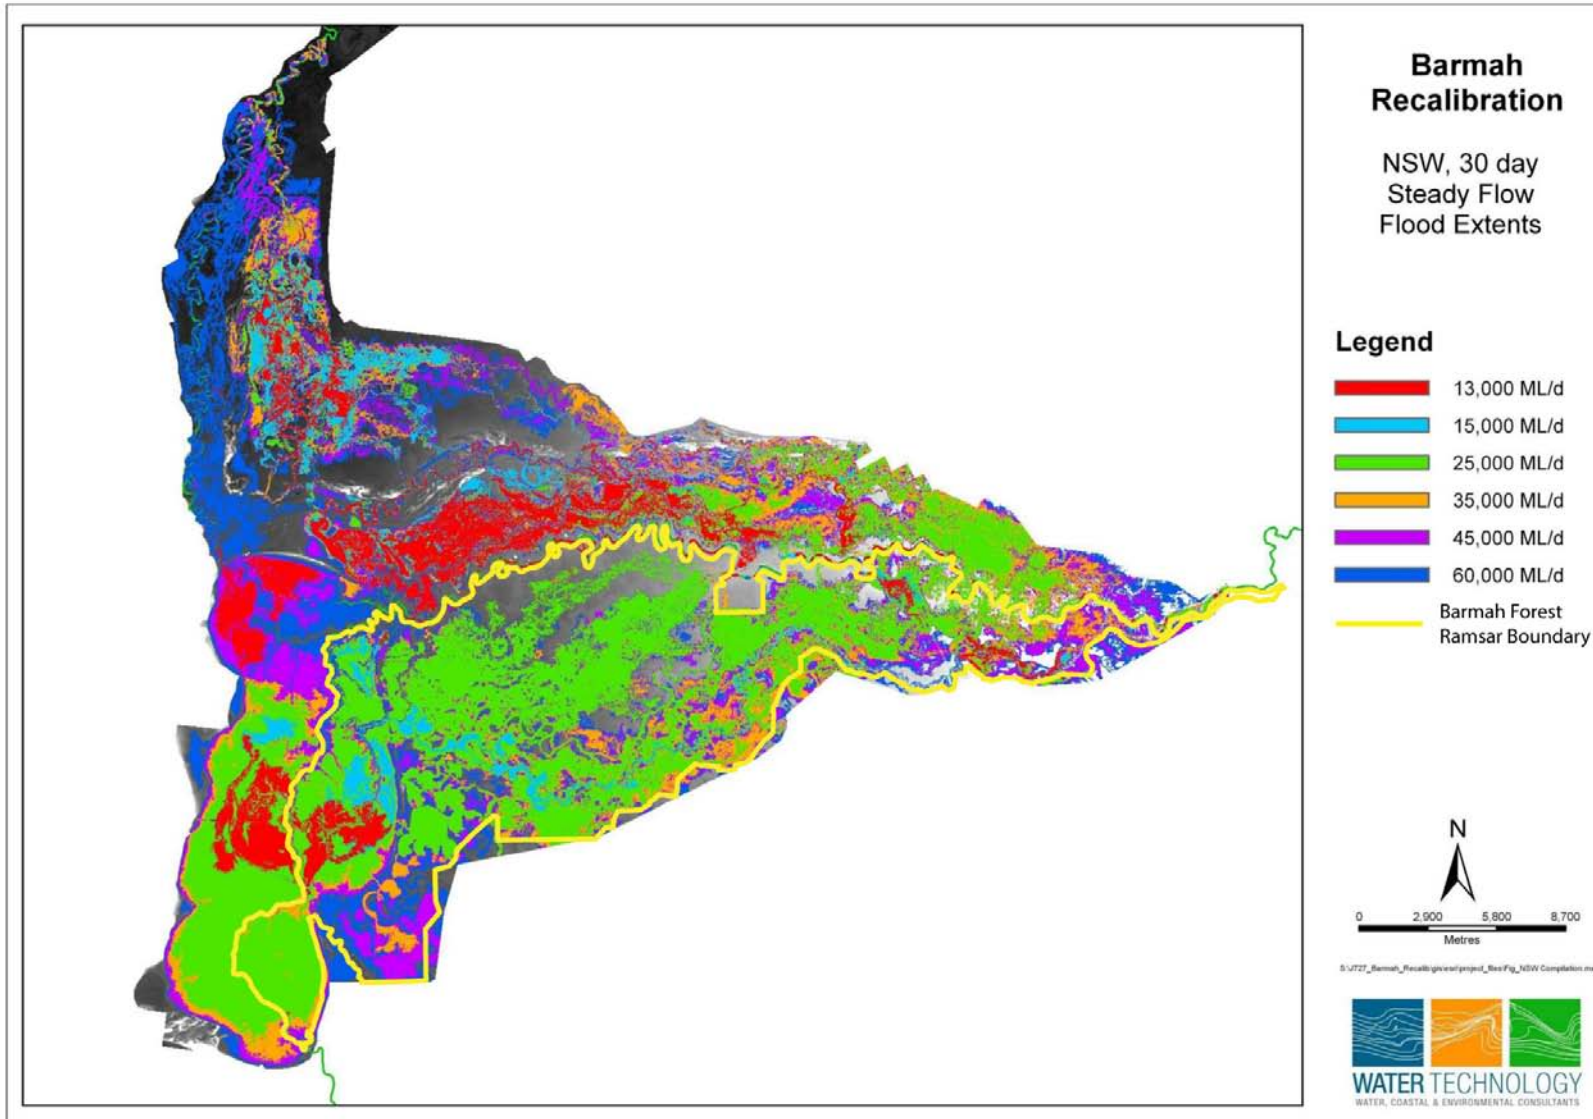 Barmah
Recalibration
NSW, 30 day
Steady Flow
Flood Extents
Legend
13,000 ML/d
15,000 ML/d
25,000 ML/d
35,000 ML/d
45,000 ML/d
60,000 ML/d
Barmah Forest
Ramsar Boundary
N
0 2,900 5,800 8,700
Metres
WATER TECHNOLOGY
WATER, COASTAL & ENVIRONMENTAL CONSULTANTS